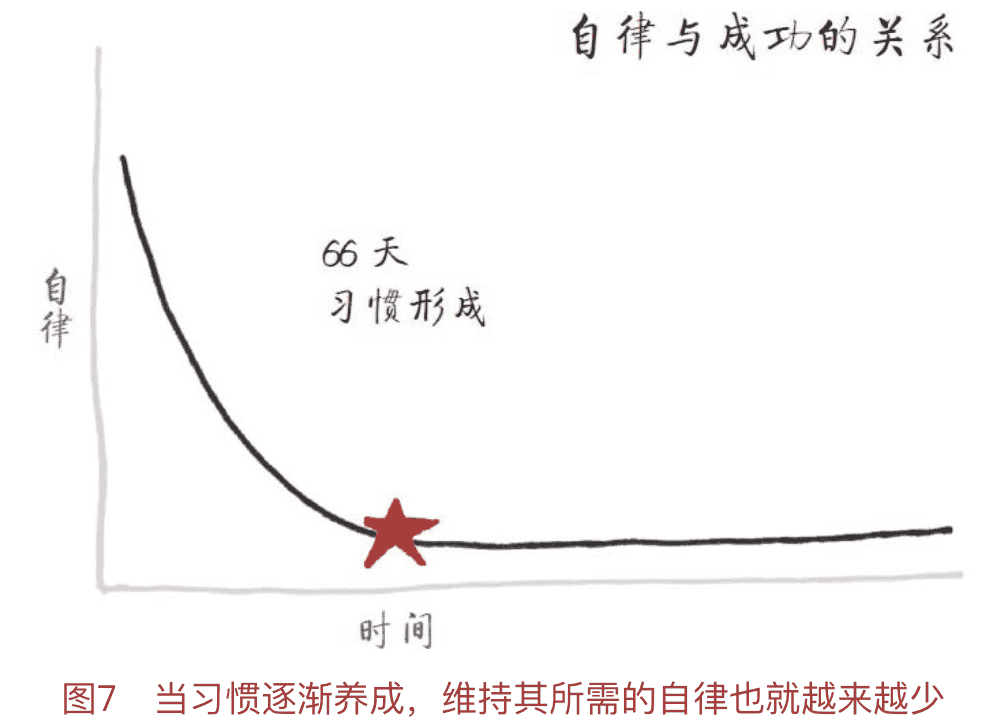 自律与成功的关系
66 天
习惯形成
自律
时间
图7 当习惯逐渐养成，维持其所需的自律也就越来越少